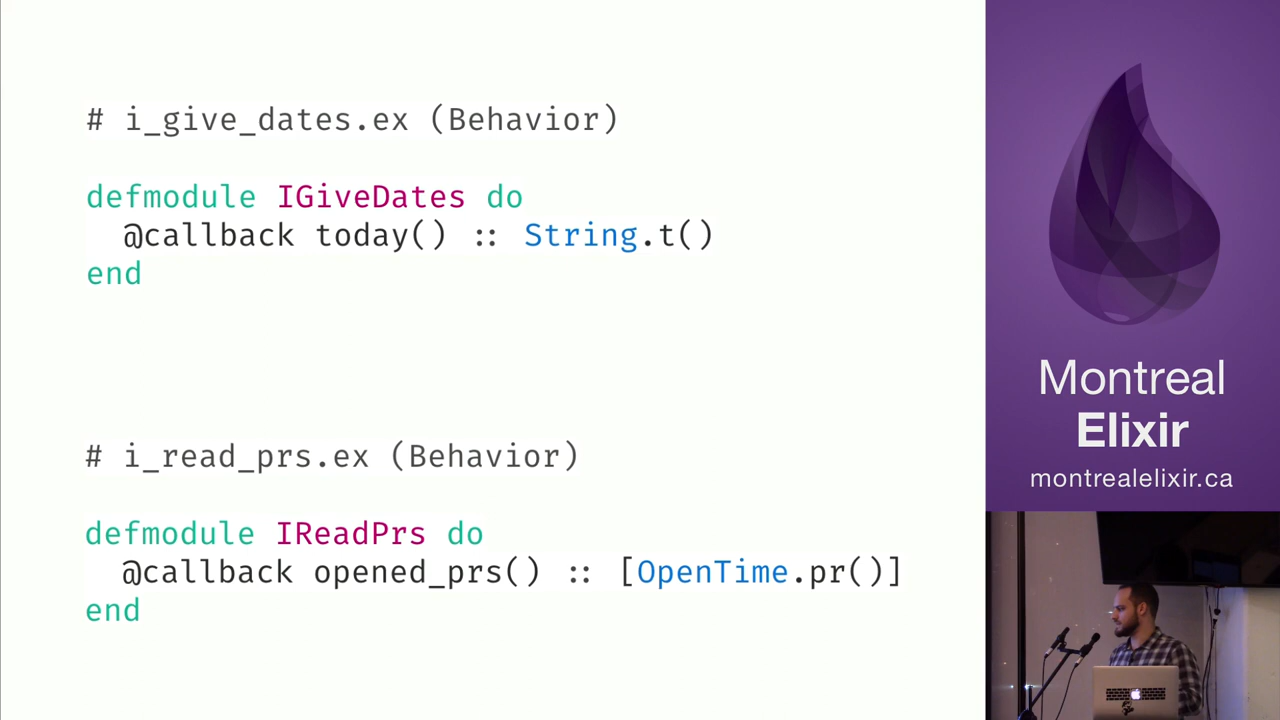 # i_give_dates.ex (Behavior)
defmodule IGiveDates do
  @callback today() :: String.t()
end
# i_read_prs.ex (Behavior)
defmodule IReadPrs do
  @callback opened_prs() :: [OpenTime.pr()]
end
Montreal
Elixir
montrealelixir.ca